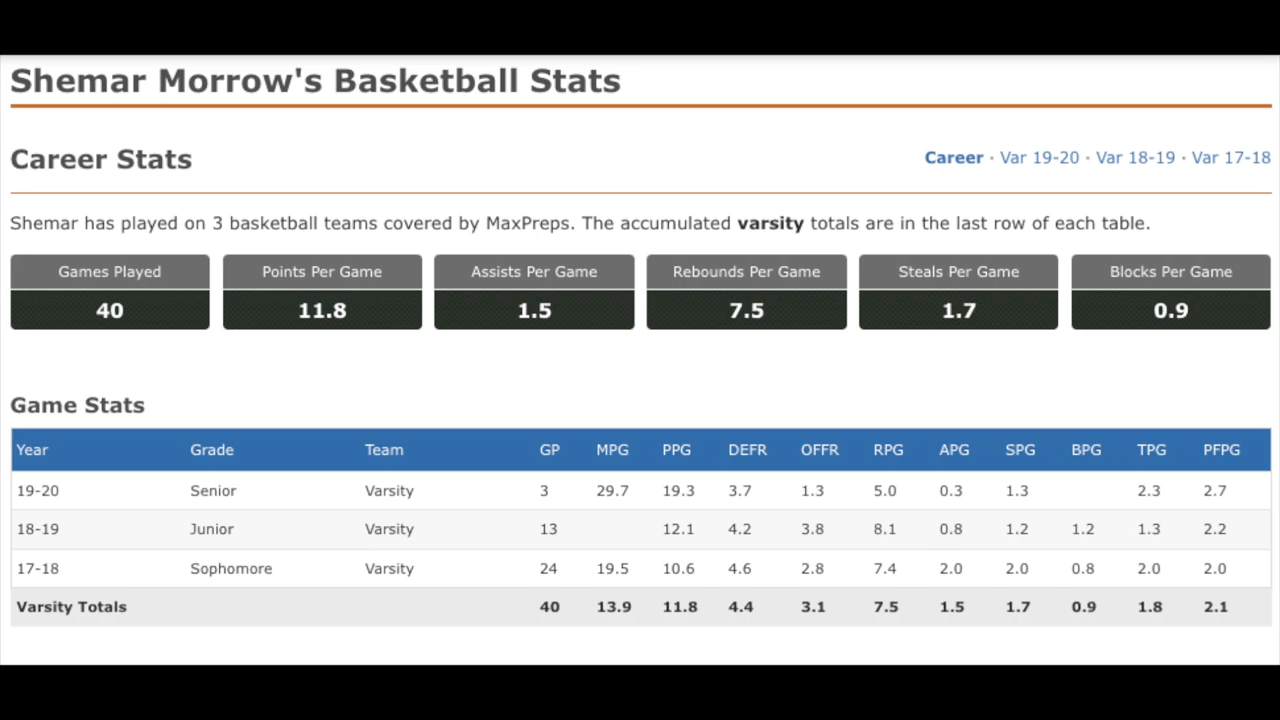 Shemar Morrow's Basketball Stats
Career Stats
Career · Var 19-20 · Var 18-19 · Var 17-18
Shemar has played on 3 basketball teams covered by MaxPreps. The accumulated varsity totals are in the last row of each table.
Games Played Points Per Game Assists Per Game Rebounds Per Game Steals Per Game Blocks Per Game
40 11.8 1.5 7.5 1.7 0.9
Game Stats
Year Grade Team GP MPG PPG DEFR OFFR RPG APG SPG BPG TPG PFPG
19-20 Senior Varsity 3 29.7 19.3 3.7 1.3 5.0 0.3 1.3 2.3 2.7
18-19 Junior Varsity 13 12.1 4.2 3.8 8.1 0.8 1.2 1.2 1.3 2.2
17-18 Sophomore Varsity 24 19.5 10.6 4.6 2.8 7.4 2.0 2.0 0.8 2.0 2.0
Varsity Totals 40 13.9 11.8 4.4 3.1 7.5 1.5 1.7 0.9 1.8 2.1